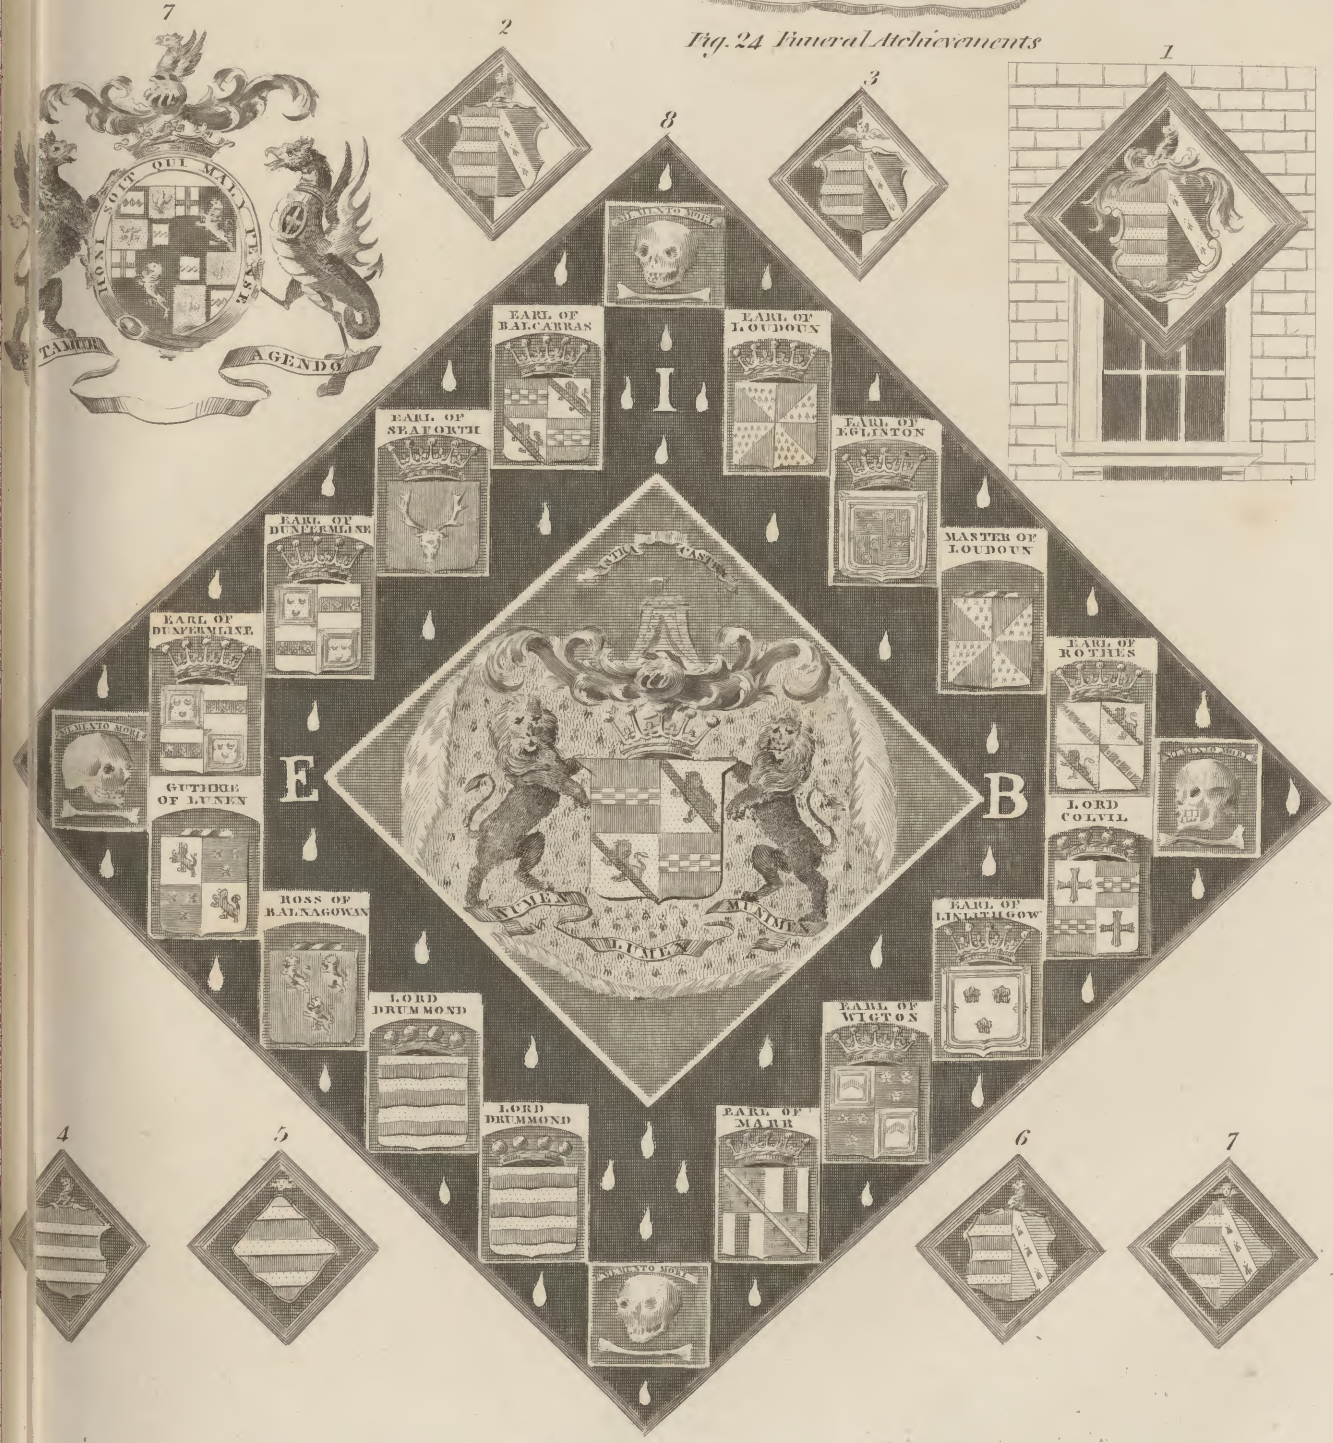 7
2
Fig. 24 Funeral Atchievements
1
3
8
HONI SOIT QUI MAL Y PENSE
TAMUR
AGENDO
MEMENTO MORI
EARL OF
BALCARRAS
EARL OF
LOUDOUN
I
EARL OF
SEAFORTH
EARL OF
EGLINTON
EARL OF
DUNFERMLINE
MASTER OF
LOUDOUN
ASTRA CASTRA
EARL OF
DUNFERMLINE
EARL OF
ROTHES
MEMENTO MORI
MEMENTO MORI
E
B
GUTHRIE
OF LUNEN
LORD
COLVIL
ROSS OF
BALNAGOWAN
EARL OF
LINLITHGOW
NUMEN
LUMEN
MUNIMEN
LORD
DRUMMOND
EARL OF
WIGTON
LORD
DRUMMOND
EARL OF
MARR
4
5
6
7
MEMENTO MORI